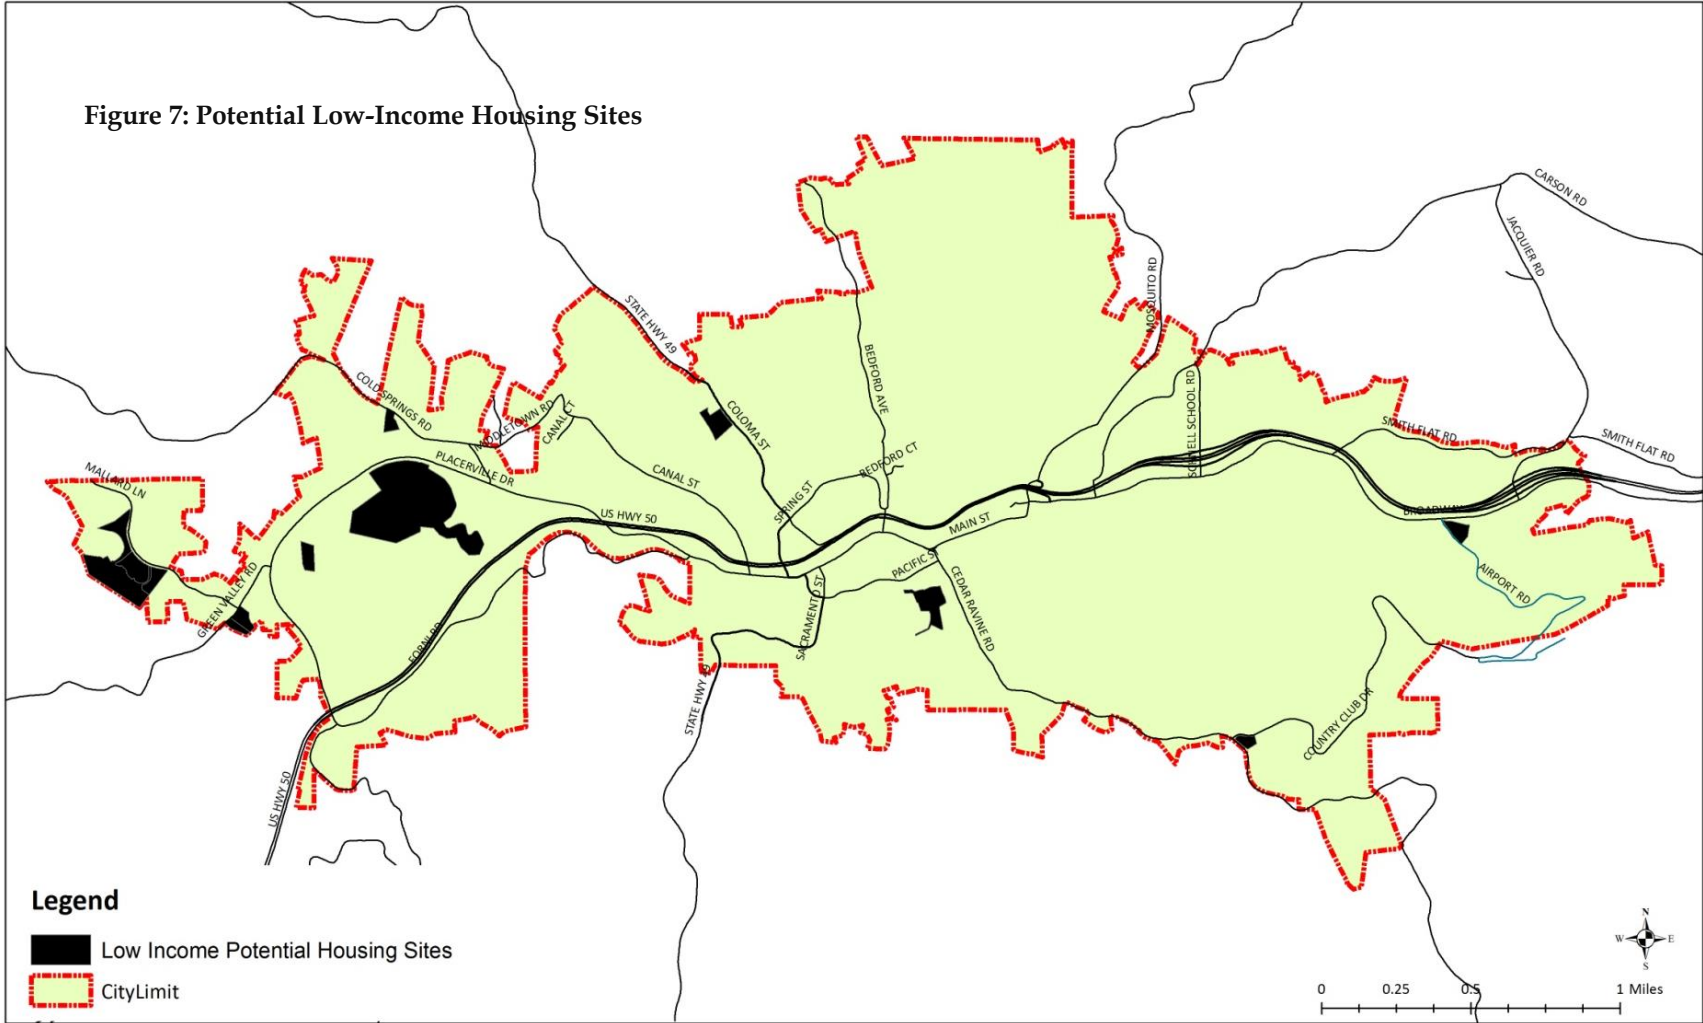 Figure 7: Potential Low-Income Housing Sites
CARSON RD
JACQUIER RD
MOSQUITO RD
STATE HWY 49
BEDFORD AVE
COLD SPRINGS RD
MIDDLETOWN RD
CANAL CT
COLOMA ST
SCHNELL SCHOOL RD
SMITH FLAT RD
SMITH FLAT RD
PLACERVILLE DR
MALLARD LN
CANAL ST
BEDFORD CT
SPRING ST
US HWY 50
MAIN ST
BROADWAY
PACIFIC ST
AIRPORT RD
GREEN VALLEY RD
FORNI RD
SACRAMENTO ST
CEDAR RAVINE RD
STATE HWY 49
COUNTRY CLUB DR
US HWY 50
Legend
Low Income Potential Housing Sites
CityLimit
N
W E
S
0 0.25 0.5 1 Miles